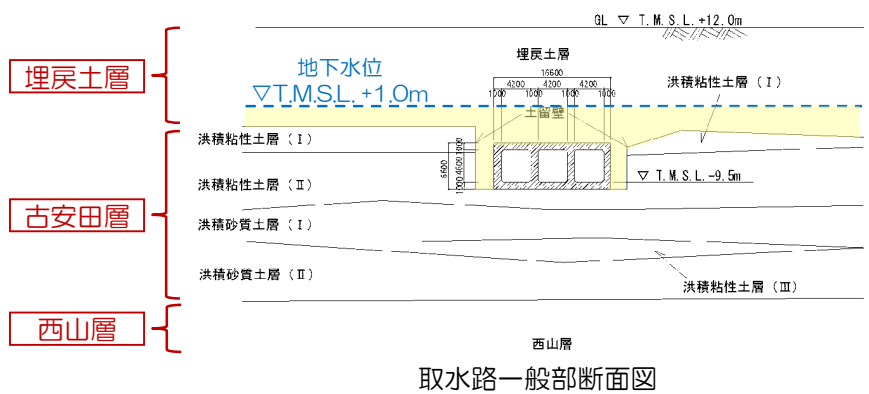 GL ▽ T.M.S.L.+12.0m
埋戻土層
埋戻土層
地下水位
▽T.M.S.L. +1.0m
16600
4200 4200 4200
1000 1000 1000 1000
洪積粘性土層(Ⅰ)
土留壁
洪積粘性土層(Ⅰ)
6600
1000 4600 1000
▽ T.M.S.L.-9.5m
洪積粘性土層(Ⅱ)
古安田層
洪積砂質土層(Ⅰ)
洪積砂質土層(Ⅱ)
洪積粘性土層(Ⅲ)
西山層
西山層
取水路一般部断面図